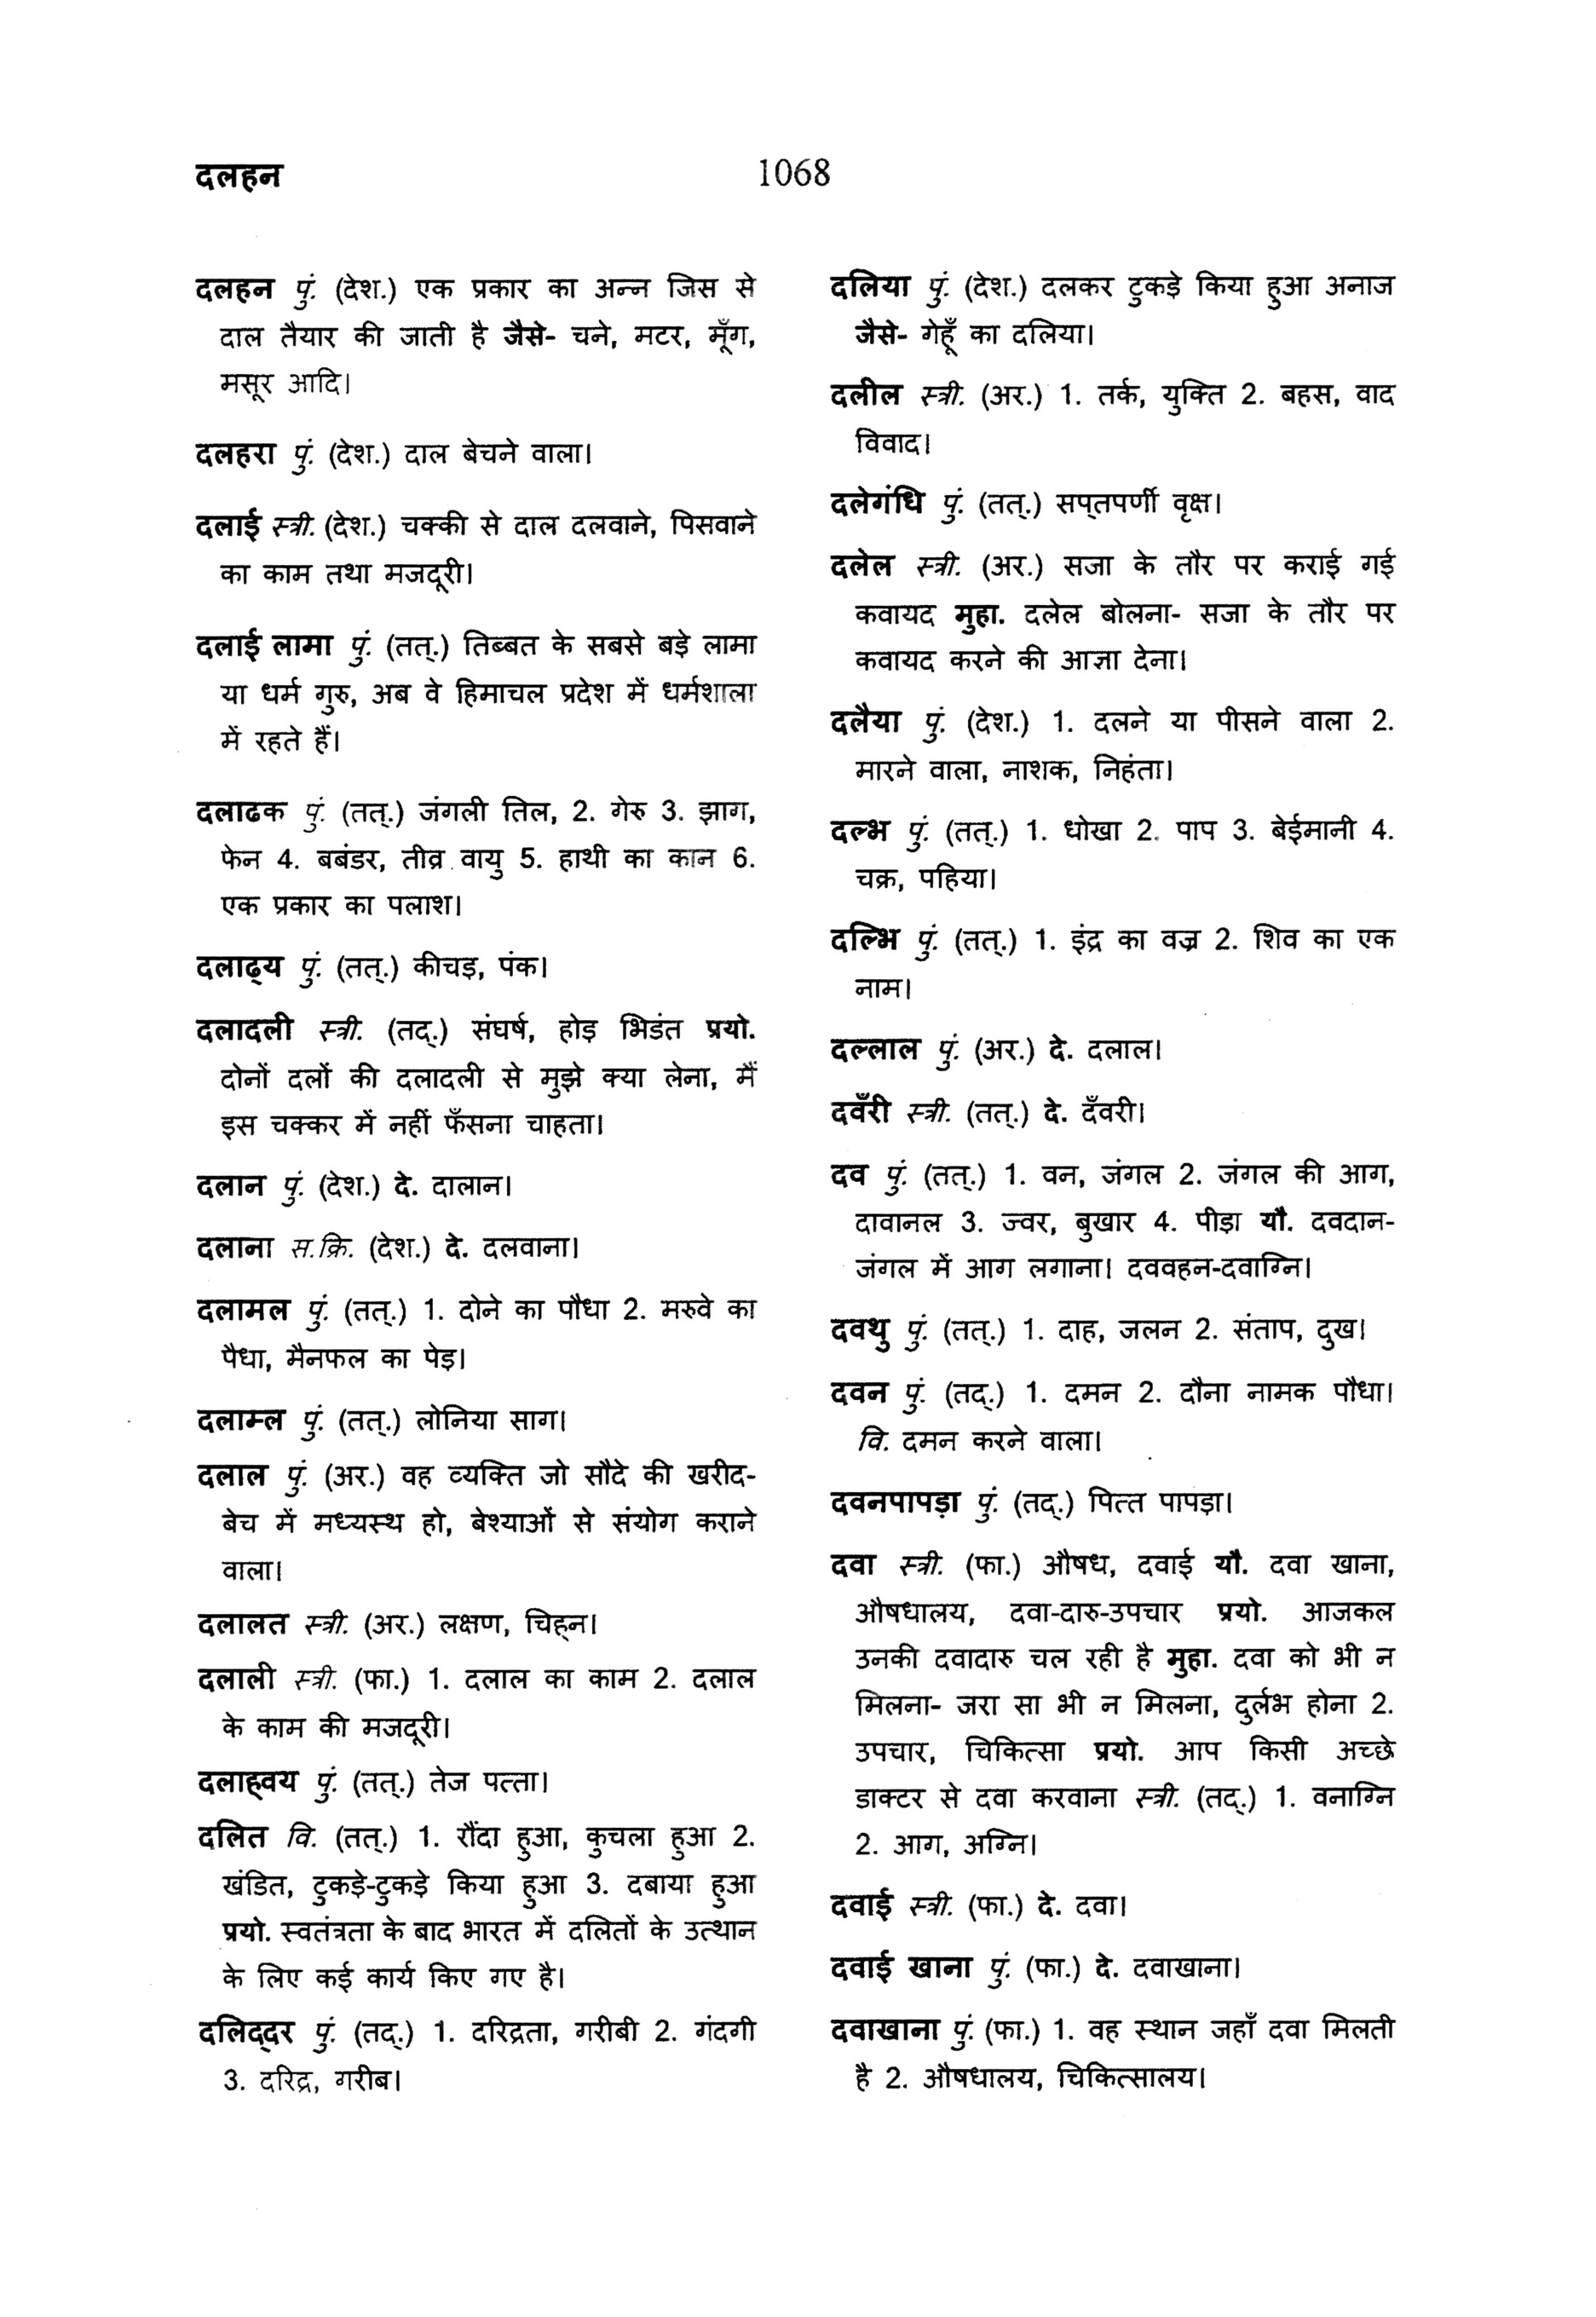 दलहन
1068
दलहन पुं. (देश.) एक प्रकार का अन्न जिस से
दाल तैयार की जाती है जैसे- चने, मटर, मूँग,
मसूर आदि।
दलहरा पुं. (देश.) दाल बेचने वाला।
दलाई स्त्री. (देश.) चक्की से दाल दलवाने, पिसवाने
का काम तथा मजदूरी।
दलाई लामा पुं. (तत्.) तिब्बत के सबसे बड़े लामा
या धर्म गुरु, अब वे हिमाचल प्रदेश में धर्मशाला
में रहते हैं।
दलाढक पुं. (तत्.) जंगली तिल, 2. गेरु 3. झाग,
फेन 4. बबंडर, तीव्र वायु 5. हाथी का कान 6.
एक प्रकार का पलाश।
दलाढ्य पुं. (तत्.) कीचड़, पंक।
दलादली स्त्री. (तद्.) संघर्ष, होड़ भिडंत प्रयो.
दोनों दलों की दलादली से मुझे क्या लेना, मैं
इस चक्कर में नहीं फँसना चाहता।
दलान पुं. (देश.) दे. दालान।
दलाना स.क्रि. (देश.) दे. दलवाना।
दलामल पुं. (तत्.) 1. दोने का पौधा 2. मरुवे का
पैधा, मैनफल का पेड़।
दलाम्ल पुं. (तत्.) लोनिया साग।
दलाल पुं. (अर.) वह व्यक्ति जो सौदे की खरीद-
बेच में मध्यस्थ हो, बेश्याओं से संयोग कराने
वाला।
दलालत स्त्री. (अर.) लक्षण, चिह्न।
दलाली स्त्री. (फा.) 1. दलाल का काम 2. दलाल
के काम की मजदूरी।
दलाह्वय पुं. (तत्.) तेज पत्ता।
दलित वि. (तत्.) 1. रौंदा हुआ, कुचला हुआ 2.
खंडित, टुकड़े-टुकड़े किया हुआ 3. दबाया हुआ
प्रयो. स्वतंत्रता के बाद भारत में दलितों के उत्थान
के लिए कई कार्य किए गए है।
दलिद्दर पुं. (तद्.) 1. दरिद्रता, गरीबी 2. गंदगी
3. दरिद्र, गरीब।
दलिया पुं. (देश.) दलकर टुकड़े किया हुआ अनाज
जैसे- गेहूँ का दलिया।
दलील स्त्री. (अर.) 1. तर्क, युक्ति 2. बहस, वाद
विवाद।
दलेगंधि पुं. (तत्.) सप्तपर्णी वृक्ष।
दलेल स्त्री. (अर.) सजा के तौर पर कराई गई
कवायद मुहा. दलेल बोलना- सजा के तौर पर
कवायद करने की आज्ञा देना।
दलैया पुं. (देश.) 1. दलने या पीसने वाला 2.
मारने वाला, नाशक, निहंता।
दल्भ पुं. (तत्.) 1. धोखा 2. पाप 3. बेईमानी 4.
चक्र, पहिया।
दल्भि पुं. (तत्.) 1. इंद्र का वज्र 2. शिव का एक
नाम।
दल्लाल पुं. (अर.) दे. दलाल।
दवँरी स्त्री. (तत्.) दे. दँवरी।
दव पुं. (तत्.) 1. वन, जंगल 2. जंगल की आग,
दावानल 3. ज्वर, बुखार 4. पीड़ा यौ. दवदान-
जंगल में आग लगाना। दववहन-दवाग्नि।
दवथु पुं. (तत्.) 1. दाह, जलन 2. संताप, दुख।
दवन पुं. (तद्.) 1. दमन 2. दौना नामक पौधा।
वि. दमन करने वाला।
दवनपापड़ा पुं. (तद्.) पित्त पापड़ा।
दवा स्त्री. (फा.) औषध, दवाई यौ. दवा खाना,
औषधालय, दवा-दारु-उपचार प्रयो. आजकल
उनकी दवादारु चल रही है मुहा. दवा को भी न
मिलना- जरा सा भी न मिलना, दुर्लभ होना 2.
उपचार, चिकित्सा प्रयो. आप किसी अच्छे
डाक्टर से दवा करवाना स्त्री. (तद्.) 1. वनाग्नि
2. आग, अग्नि।
दवाई स्त्री. (फा.) दे. दवा।
दवाई खाना पुं. (फा.) दे. दवाखाना।
दवाखाना पुं. (फा.) 1. वह स्थान जहाँ दवा मिलती
है 2. औषधालय, चिकित्सालय।